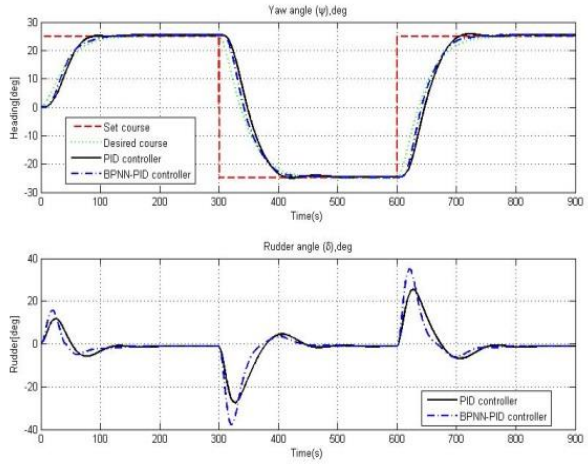 Yaw angle (ψ),deg
Heading[deg]
30
20
10
0
-10
-20
-30
Set course
Desired course
PID controller
BPNN-PID controller
0 100 200 300 400 500 600 700 800 900
Time(s)
Rudder angle (δ),deg
Rudder[deg]
40
20
0
-20
-40
PID controller
BPNN-PID controller
0 100 200 300 400 500 600 700 800 900
Time(s)